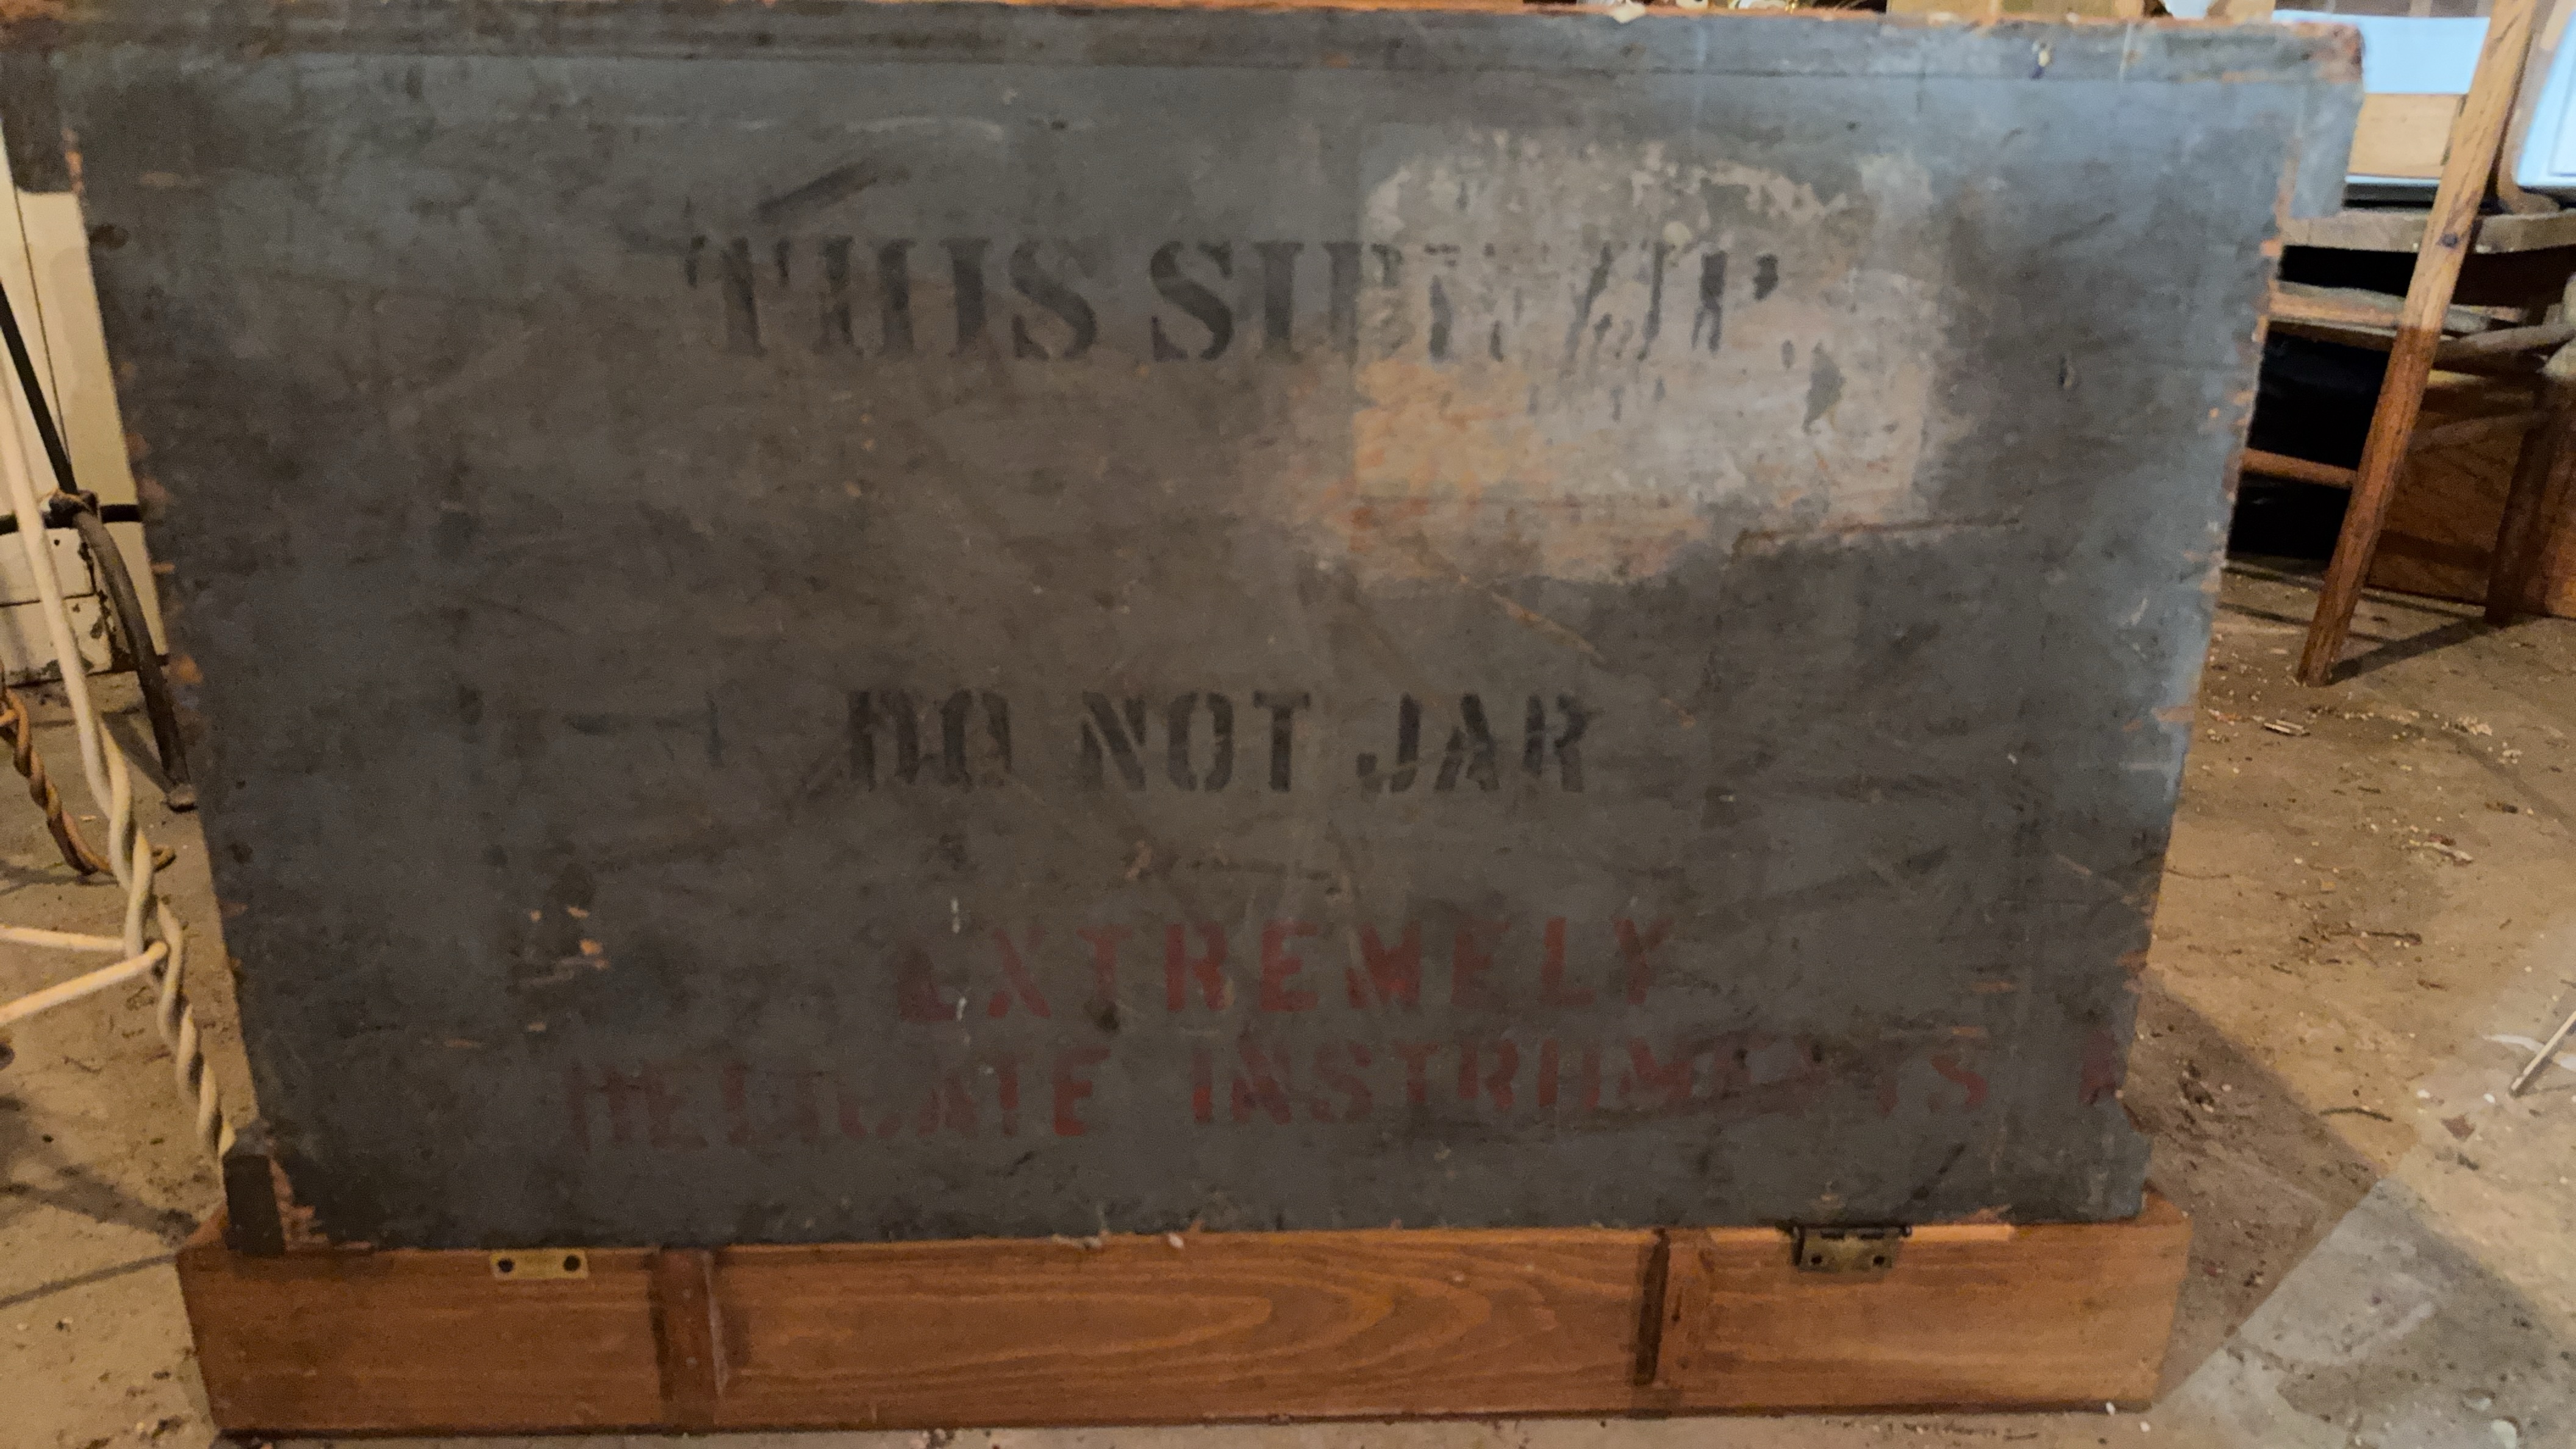 THIS SIDE UP
DO NOT JAR
EXTREMELY
DELICATE INSTRUMENTS